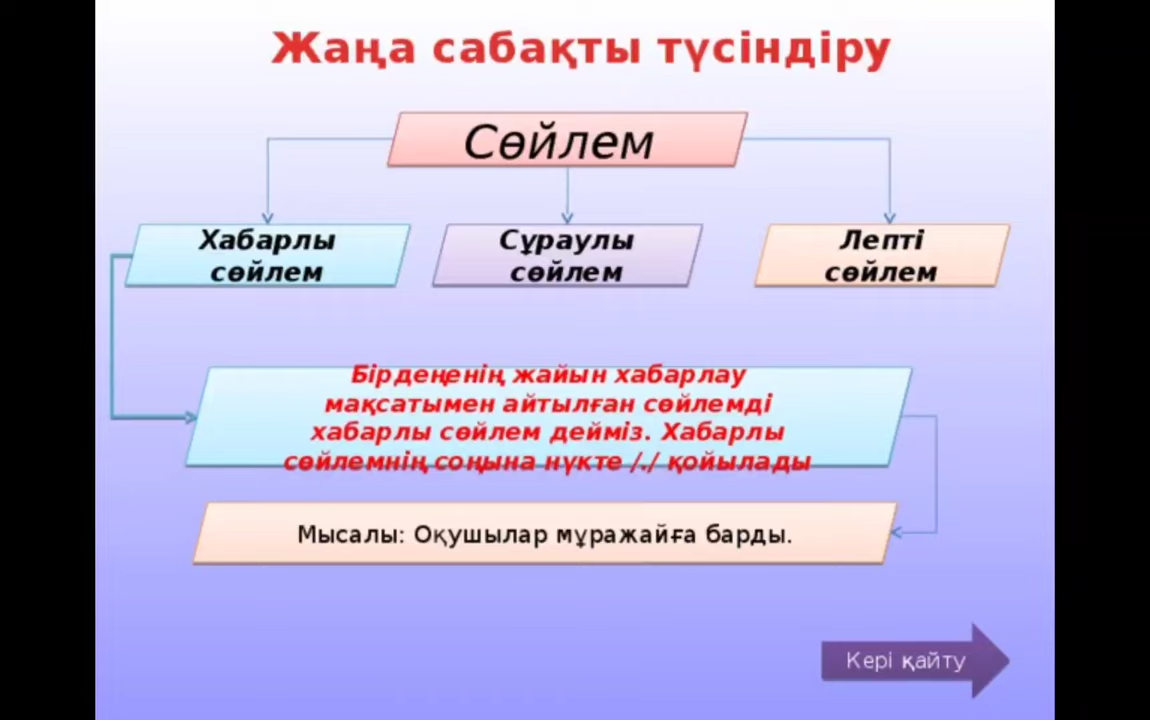 Жаңа сабақты түсіндіру
Сөйлем
Хабарлы
сөйлем
Сұраулы
сөйлем
Лепті
сөйлем
Бірдеңенің жайын хабарлау
мақсатымен айтылған сөйлемді
хабарлы сөйлем дейміз. Хабарлы
сөйлемнің соңына нүкте /./ қойылады
Мысалы: Оқушылар мұражайға барды.
Кері қайту